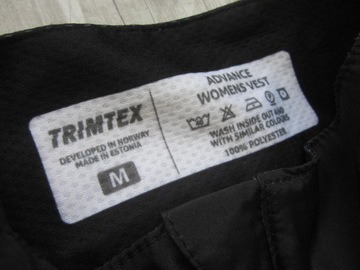 TRIMTEX
DEVELOPED IN NORWAY
MADE IN ESTONIA
M
ADVANCE
WOMENS VEST
WASH INSIDE OUT AND
WITH SIMILAR COLOURS
100% POLYESTER